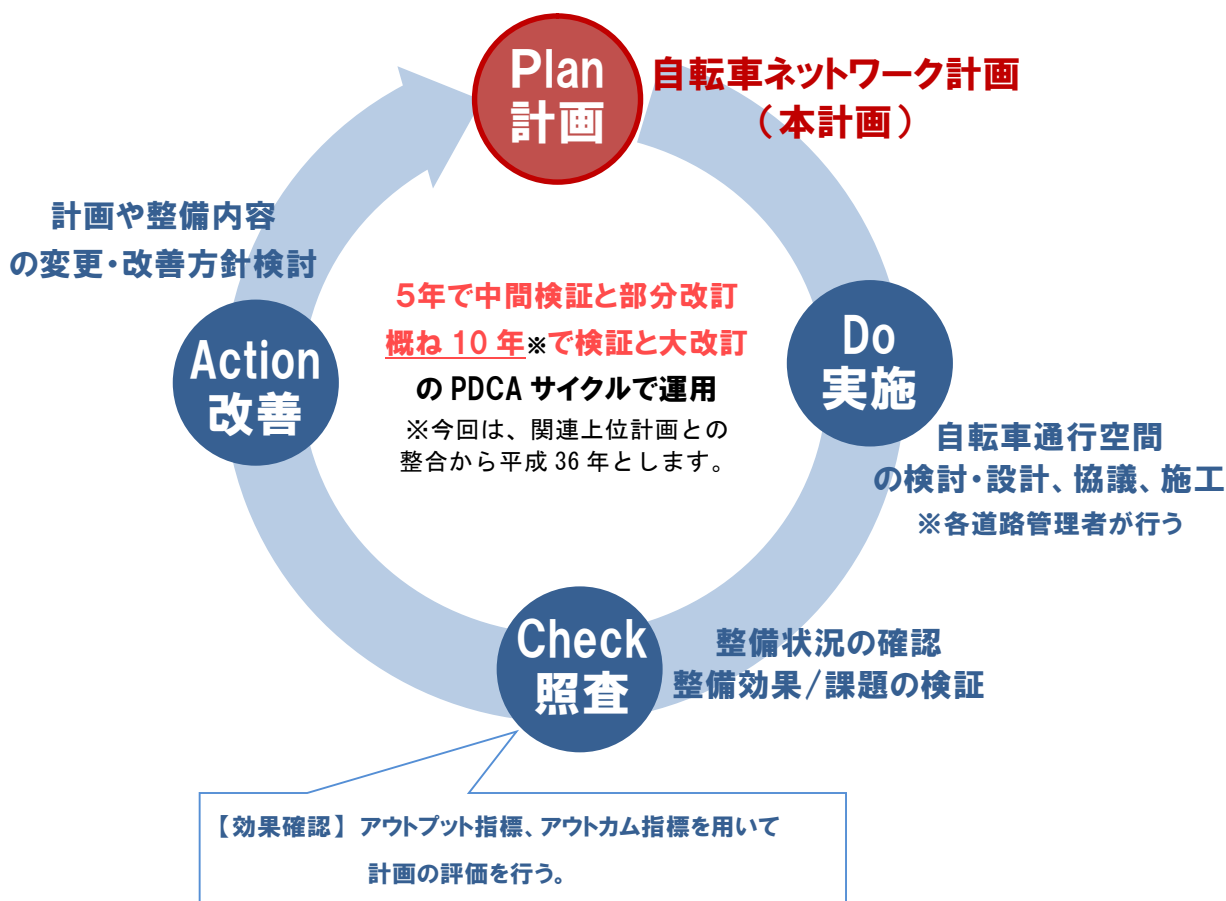 Plan
計画
自転車ネットワーク計画
（本計画）
計画や整備内容
の変更・改善方針検討
5年で中間検証と部分改訂
概ね 10 年※で検証と大改訂
の PDCA サイクルで運用
※今回は、関連上位計画との
整合から平成 36 年とします。
Action
改善
Do
実施
自転車通行空間
の検討・設計、協議、施工
※各道路管理者が行う
Check
照査
整備状況の確認
整備効果/課題の検証
【効果確認】 アウトプット指標、アウトカム指標を用いて
計画の評価を行う。